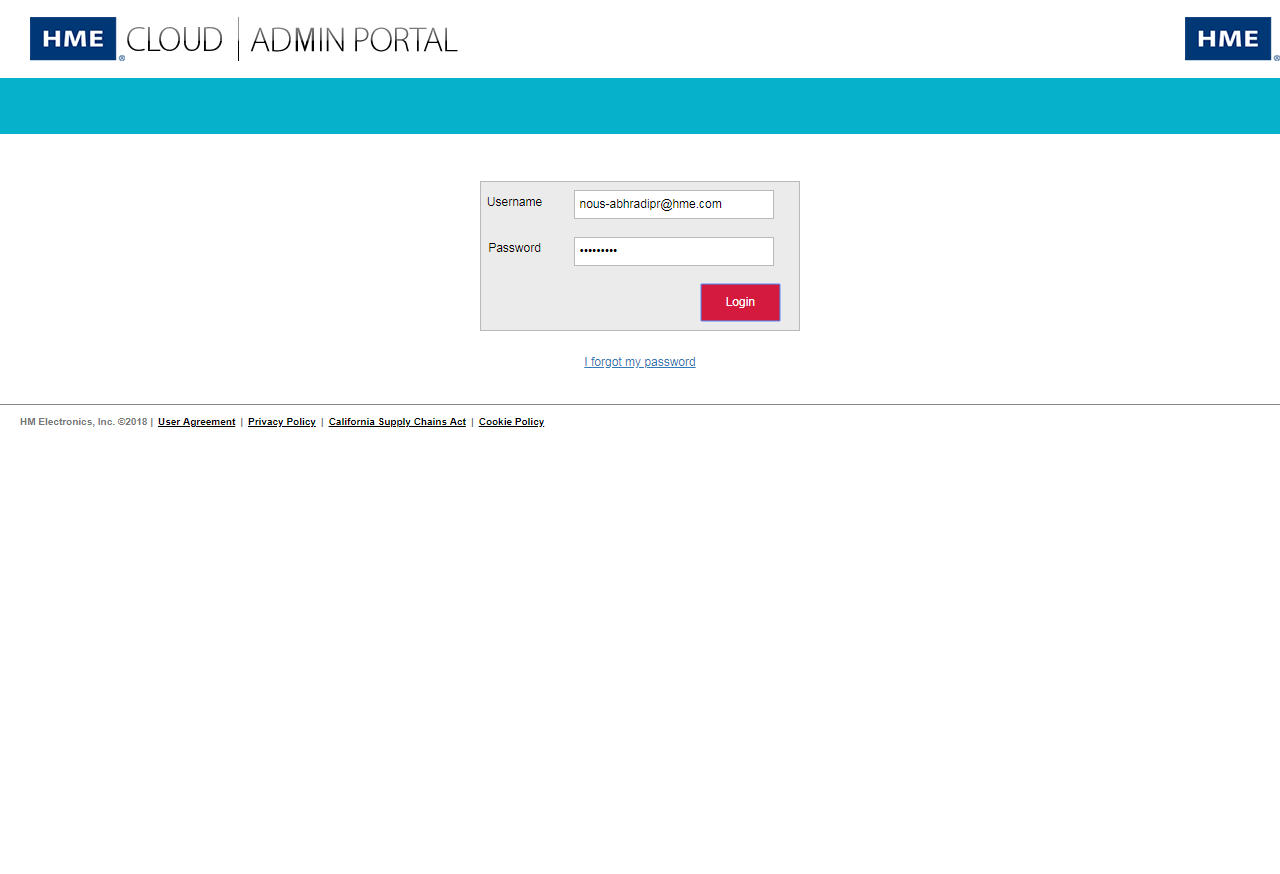 HME® CLOUD | ADMIN PORTAL HME®
Username nous-abhradipr@hme.com
Password •••••••••
Login
I forgot my password
HM Electronics, Inc. ©2018 | User Agreement | Privacy Policy | California Supply Chains Act | Cookie Policy